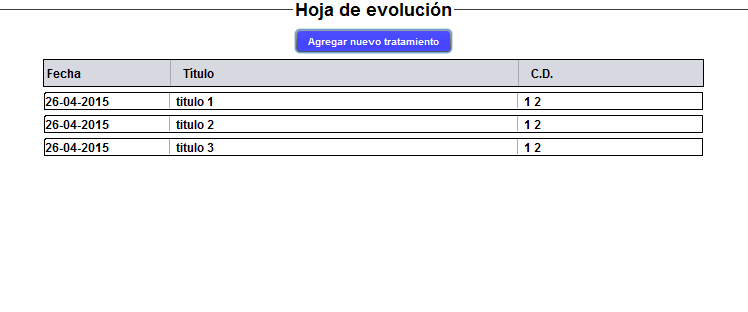 Hoja de evolución
Agregar nuevo tratamiento
Fecha Título C.D.
26-04-2015 titulo 1 1 2
26-04-2015 titulo 2 1 2
26-04-2015 titulo 3 1 2